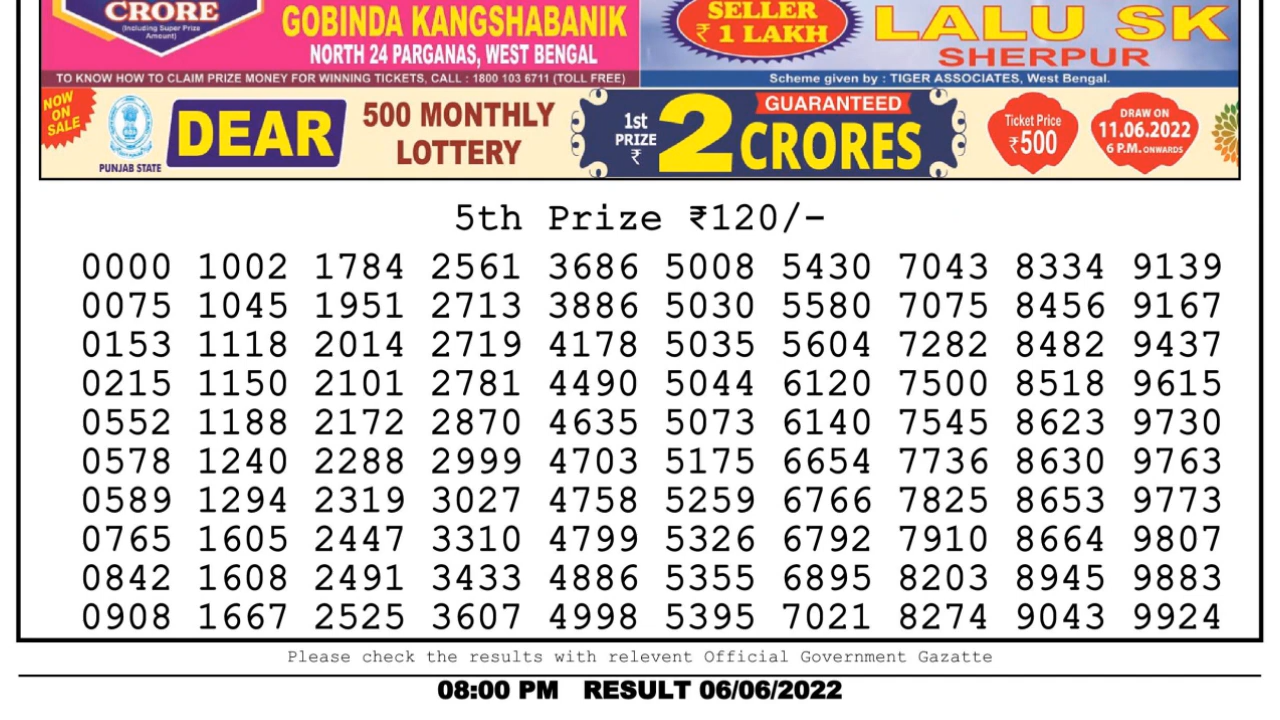 CRORE
(Including Super Prize
Amount)
GOBINDA KANGSHABANIK
NORTH 24 PARGANAS, WEST BENGAL
TO KNOW HOW TO CLAIM PRIZE MONEY FOR WINNING TICKETS, CALL : 1800 103 6711 (TOLL FREE)
SELLER
₹ 1 LAKH
LALU SK
SHERPUR
Scheme given by : TIGER ASSOCIATES, West Bengal.
NOW
ON
SALE
PUNJAB STATE
DEAR
500 MONTHLY
LOTTERY
1st
PRIZE
₹
2
GUARANTEED
CRORES
Ticket Price
₹500
DRAW ON
11.06.2022
6 P.M. ONWARDS
5th Prize ₹120/-
0000 1002 1784 2561 3686 5008 5430 7043 8334 9139
0075 1045 1951 2713 3886 5030 5580 7075 8456 9167
0153 1118 2014 2719 4178 5035 5604 7282 8482 9437
0215 1150 2101 2781 4490 5044 6120 7500 8518 9615
0552 1188 2172 2870 4635 5073 6140 7545 8623 9730
0578 1240 2288 2999 4703 5175 6654 7736 8630 9763
0589 1294 2319 3027 4758 5259 6766 7825 8653 9773
0765 1605 2447 3310 4799 5326 6792 7910 8664 9807
0842 1608 2491 3433 4886 5355 6895 8203 8945 9883
0908 1667 2525 3607 4998 5395 7021 8274 9043 9924
Please check the results with relevent Official Government Gazatte
08:00 PM RESULT 06/06/2022